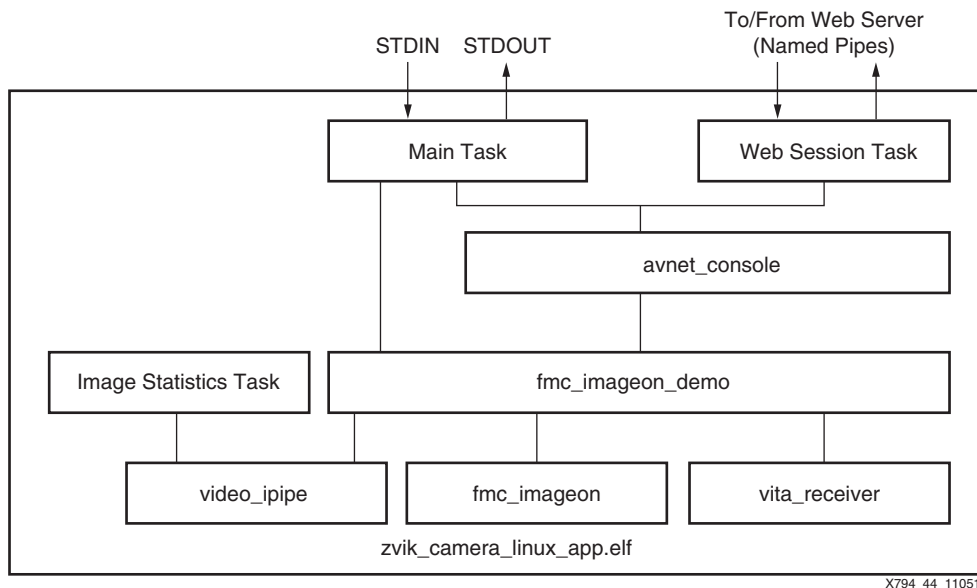 To/From Web Server
(Named Pipes)
STDIN STDOUT
Main Task
Web Session Task
avnet_console
Image Statistics Task
fmc_imageon_demo
video_ipipe
fmc_imageon
vita_receiver
zvik_camera_linux_app.elf
X794_44_11051